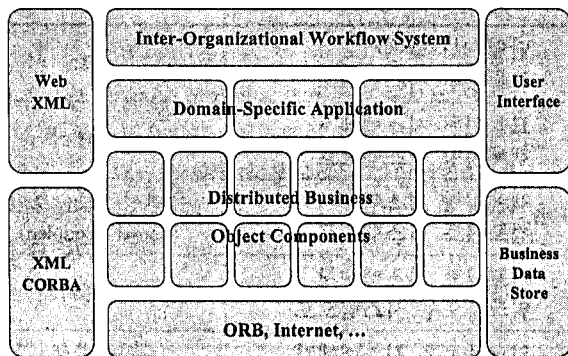 Inter-Organizational Workflow System
Web
XML
User
Interface
Domain-Specific Application
Distributed Business
Object Components
XML
CORBA
Business
Data
Store
ORB, Internet, ...